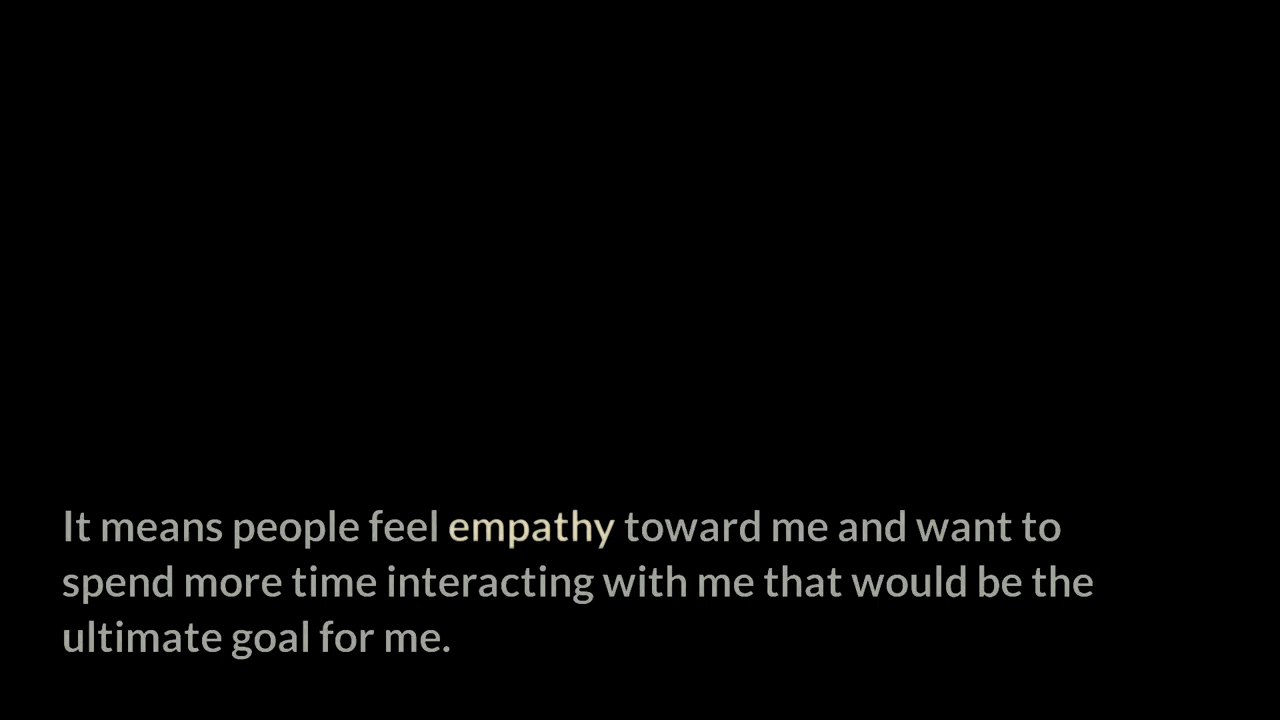 It means people feel empathy toward me and want to
spend more time interacting with me that would be the
ultimate goal for me.